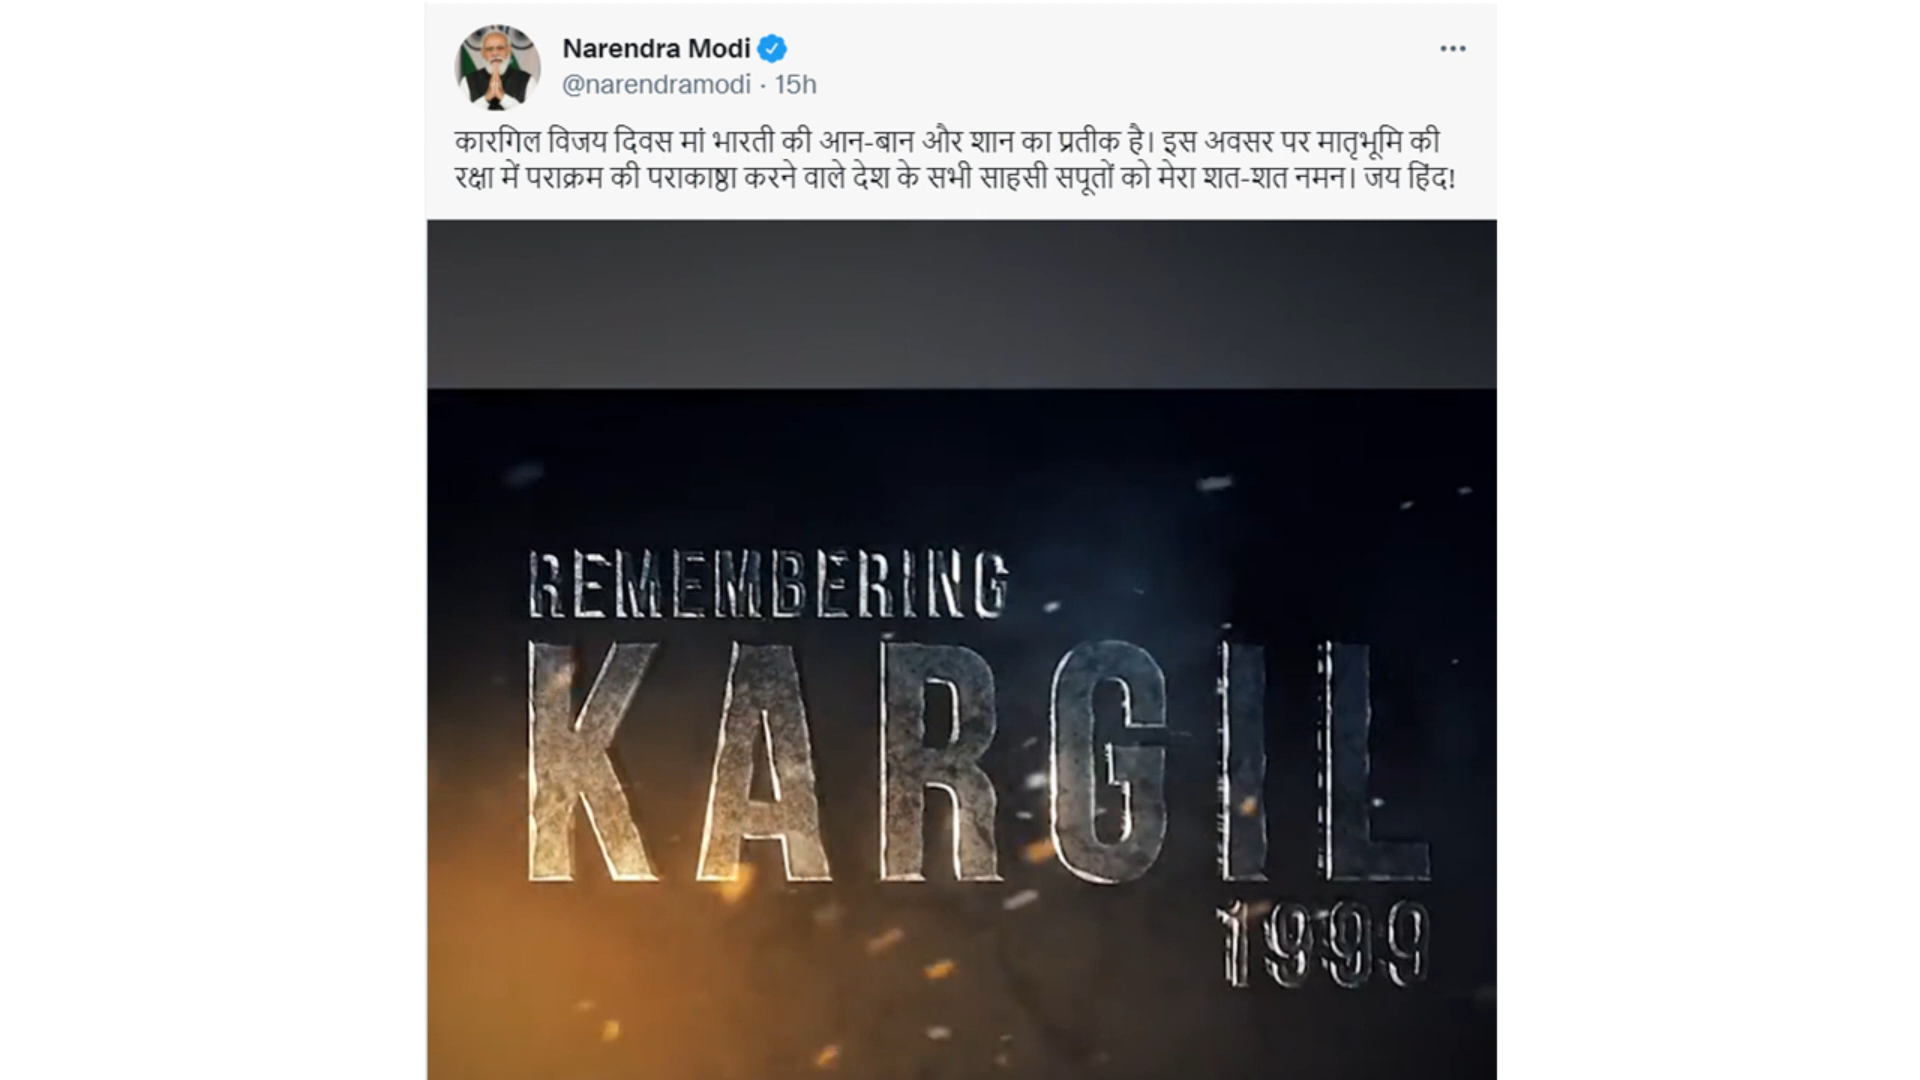 Narendra Modi
@narendramodi · 15h
कारगिल विजय दिवस मां भारती की आन-बान और शान का प्रतीक है। इस अवसर पर मातृभूमि की
रक्षा में पराक्रम की पराकाष्ठा करने वाले देश के सभी साहसी सपूतों को मेरा शत-शत नमन। जय हिंद!
REMEMBERING
KARGIL
1999